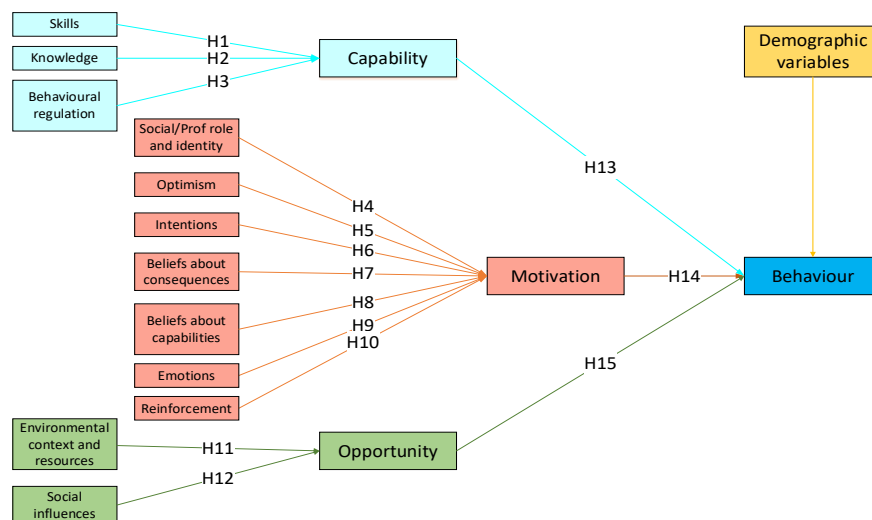 Skills
H1
Knowledge
H2
Capability
Behavioural
regulation
H3
Demographic
variables
Social/Prof role
and identity
H4
Optimism
H5
Intentions
H6
Beliefs about
consequences
H7
Beliefs about
capabilities
H8
Emotions
H9
Reinforcement
H10
Motivation
H13
H14
Behaviour
H15
Environmental
context and
resources
H11
Opportunity
H12
Social
influences